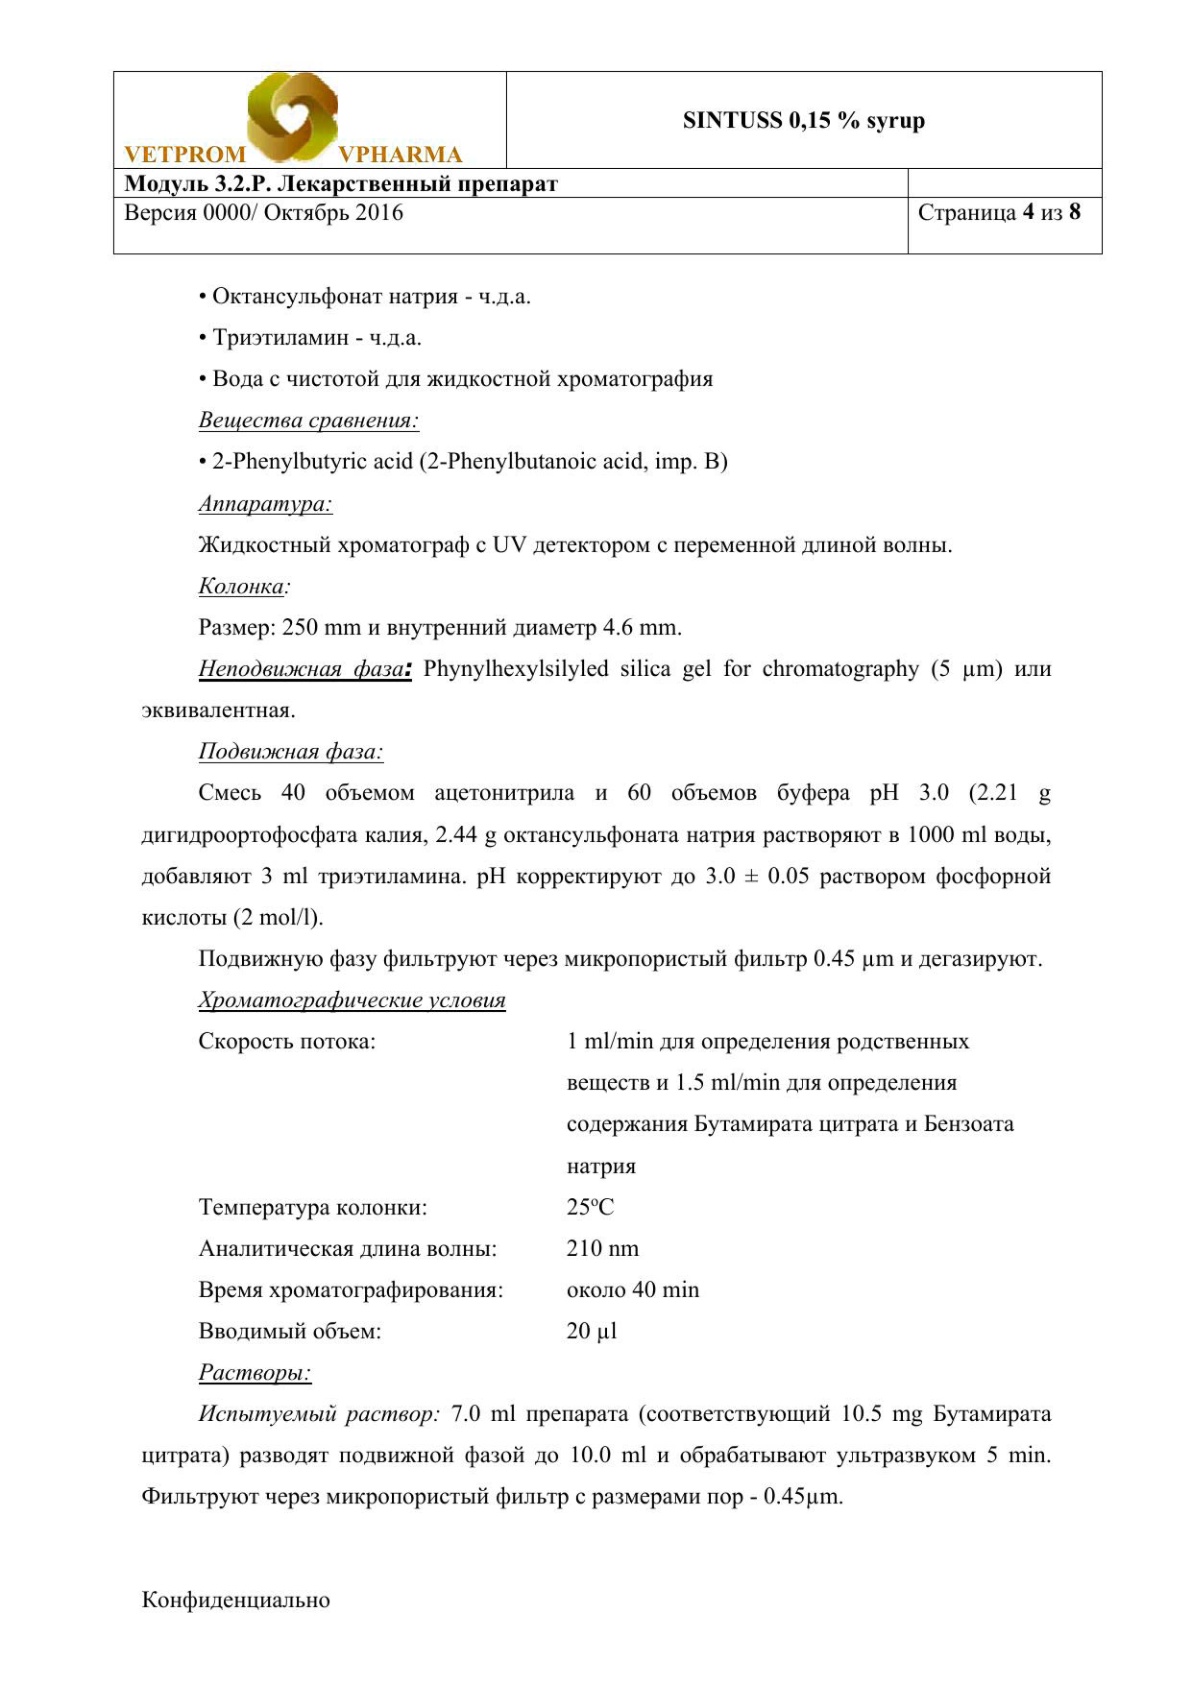 VETPROM VPHARMA
SINTUSS 0,15 % syrup
Модуль 3.2.P. Лекарственный препарат
Версия 0000/ Октябрь 2016
Страница 4 из 8
• Октансульфонат натрия - ч.д.а.
• Триэтиламин - ч.д.а.
• Вода с чистотой для жидкостной хроматография
Вещества сравнения:
• 2-Phenylbutyric acid (2-Phenylbutanoic acid, imp. B)
Аппаратура:
Жидкостный хроматограф с UV детектором с переменной длиной волны.
Колонка:
Размер: 250 mm и внутренний диаметр 4.6 mm.
Неподвижная фаза: Phynylhexylsilyled silica gel for chromatography (5 µm) или
эквивалентная.
Подвижная фаза:
Смесь 40 объемом ацетонитрила и 60 объемов буфера pH 3.0 (2.21 g
дигидроортофосфата калия, 2.44 g октансульфоната натрия растворяют в 1000 ml воды,
добавляют 3 ml триэтиламина. pH корректируют до 3.0 ± 0.05 раствором фосфорной
кислоты (2 mol/l).
Подвижную фазу фильтруют через микропористый фильтр 0.45 µm и дегазируют.
Хроматографические условия
Скорость потока: 1 ml/min для определения родственных
веществ и 1.5 ml/min для определения
содержания Бутамирата цитрата и Бензоата
натрия
Температура колонки: 25ºC
Аналитическая длина волны: 210 nm
Время хроматографирования: около 40 min
Вводимый объем: 20 µl
Растворы:
Испытуемый раствор: 7.0 ml препарата (соответствующий 10.5 mg Бутамирата
цитрата) разводят подвижной фазой до 10.0 ml и обрабатывают ультразвуком 5 min.
Фильтруют через микропористый фильтр с размерами пор - 0.45µm.
Конфиденциально